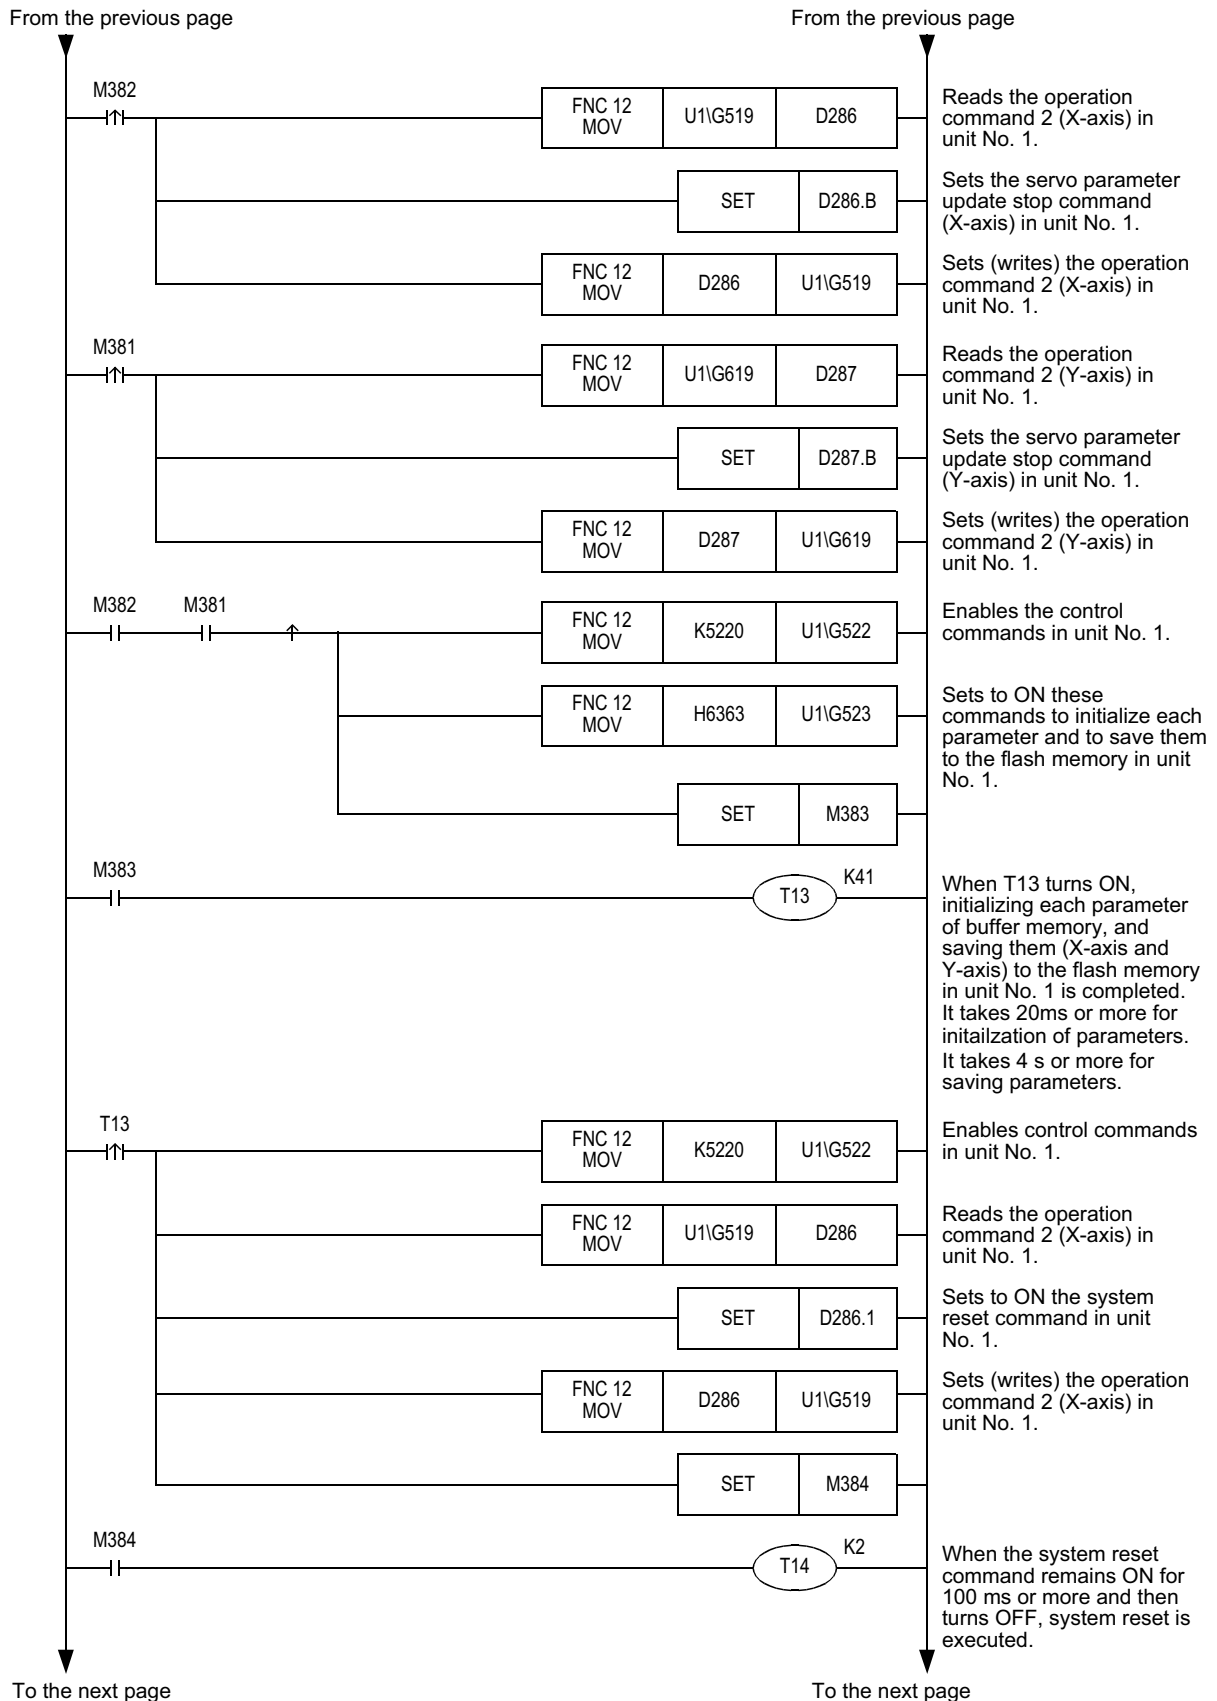 From the previous page
From the previous page
M382
FNC 12
MOV
U1\G519
D286
Reads the operation
command 2 (X-axis) in
unit No. 1.
SET
D286.B
Sets the servo parameter
update stop command
(X-axis) in unit No. 1.
FNC 12
MOV
D286
U1\G519
Sets (writes) the operation
command 2 (X-axis) in
unit No. 1.
M381
FNC 12
MOV
U1\G619
D287
Reads the operation
command 2 (Y-axis) in
unit No. 1.
SET
D287.B
Sets the servo parameter
update stop command
(Y-axis) in unit No. 1.
FNC 12
MOV
D287
U1\G619
Sets (writes) the operation
command 2 (Y-axis) in
unit No. 1.
M382
M381
FNC 12
MOV
K5220
U1\G522
Enables the control
commands in unit No. 1.
FNC 12
MOV
H6363
U1\G523
Sets to ON these
commands to initialize each
parameter and to save them
to the flash memory in unit
No. 1.
SET
M383
M383
T13
K41
When T13 turns ON,
initializing each parameter
of buffer memory, and
saving them (X-axis and
Y-axis) to the flash memory
in unit No. 1 is completed.
It takes 20ms or more for
initailzation of parameters.
It takes 4 s or more for
saving parameters.
T13
FNC 12
MOV
K5220
U1\G522
Enables control commands
in unit No. 1.
FNC 12
MOV
U1\G519
D286
Reads the operation
command 2 (X-axis) in
unit No. 1.
SET
D286.1
Sets to ON the system
reset command in unit
No. 1.
FNC 12
MOV
D286
U1\G519
Sets (writes) the operation
command 2 (X-axis) in
unit No. 1.
SET
M384
M384
T14
K2
When the system reset
command remains ON for
100 ms or more and then
turns OFF, system reset is
executed.
To the next page
To the next page